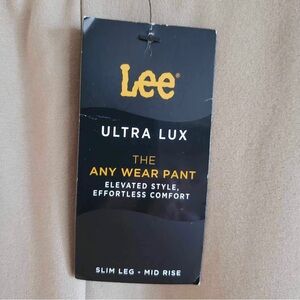 Lee®
ULTRA LUX
THE
ANY WEAR PANT
ELEVATED STYLE,
EFFORTLESS COMFORT
SLIM LEG - MID RISE